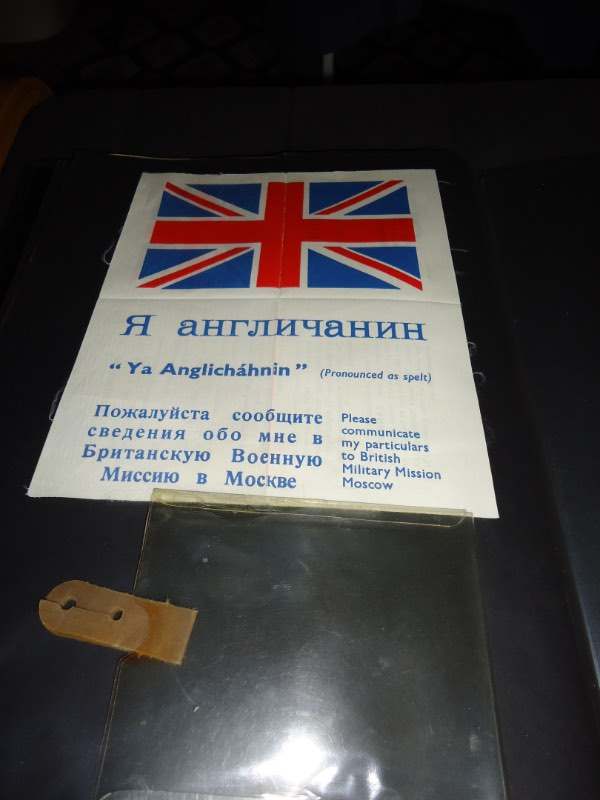 Я англичанин
“Ya Anglicháhnin” (Pronounced as spelt)
Пожалуйста сообщите
сведения обо мне в
Британскую Военную
Миссию в Москве
Please
communicate
my particulars
to British
Military Mission
Moscow